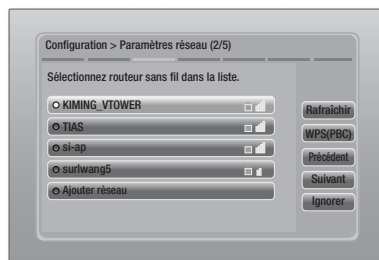 Configuration > Paramètres réseau (2/5)
Sélectionnez routeur sans fil dans la liste.
KIMING_VTOWER
TIAS
si-ap
surlwang5
Ajouter réseau
Rafraîchir
WPS(PBC)
Précédent
Suivant
Ignorer